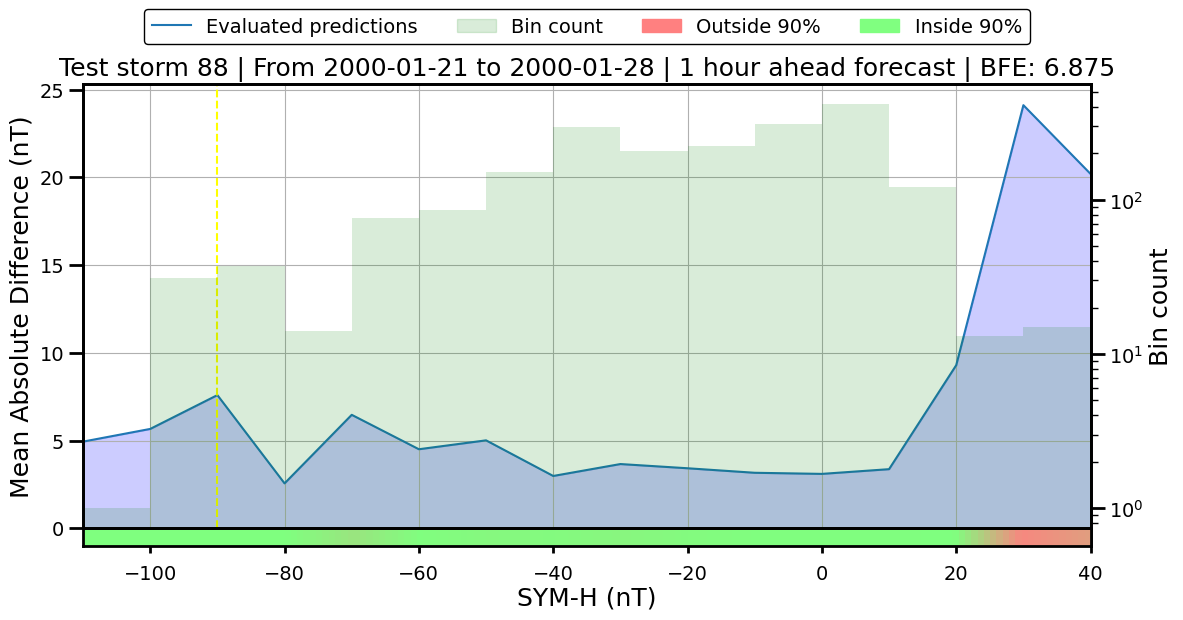 Evaluated predictions Bin count Outside 90% Inside 90%
Test storm 88 | From 2000-01-21 to 2000-01-28 | 1 hour ahead forecast | BFE: 6.875
Mean Absolute Difference (nT)
25
20
15
10
5
0
10²
10¹
10⁰
Bin count
−100 −80 −60 −40 −20 0 20 40
SYM-H (nT)